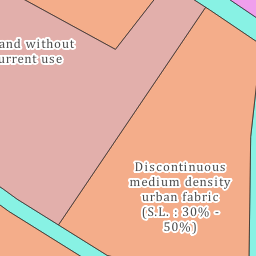 and without
urrent use
Discontinuous
medium density
urban fabric
(S.L. : 30% -
50%)